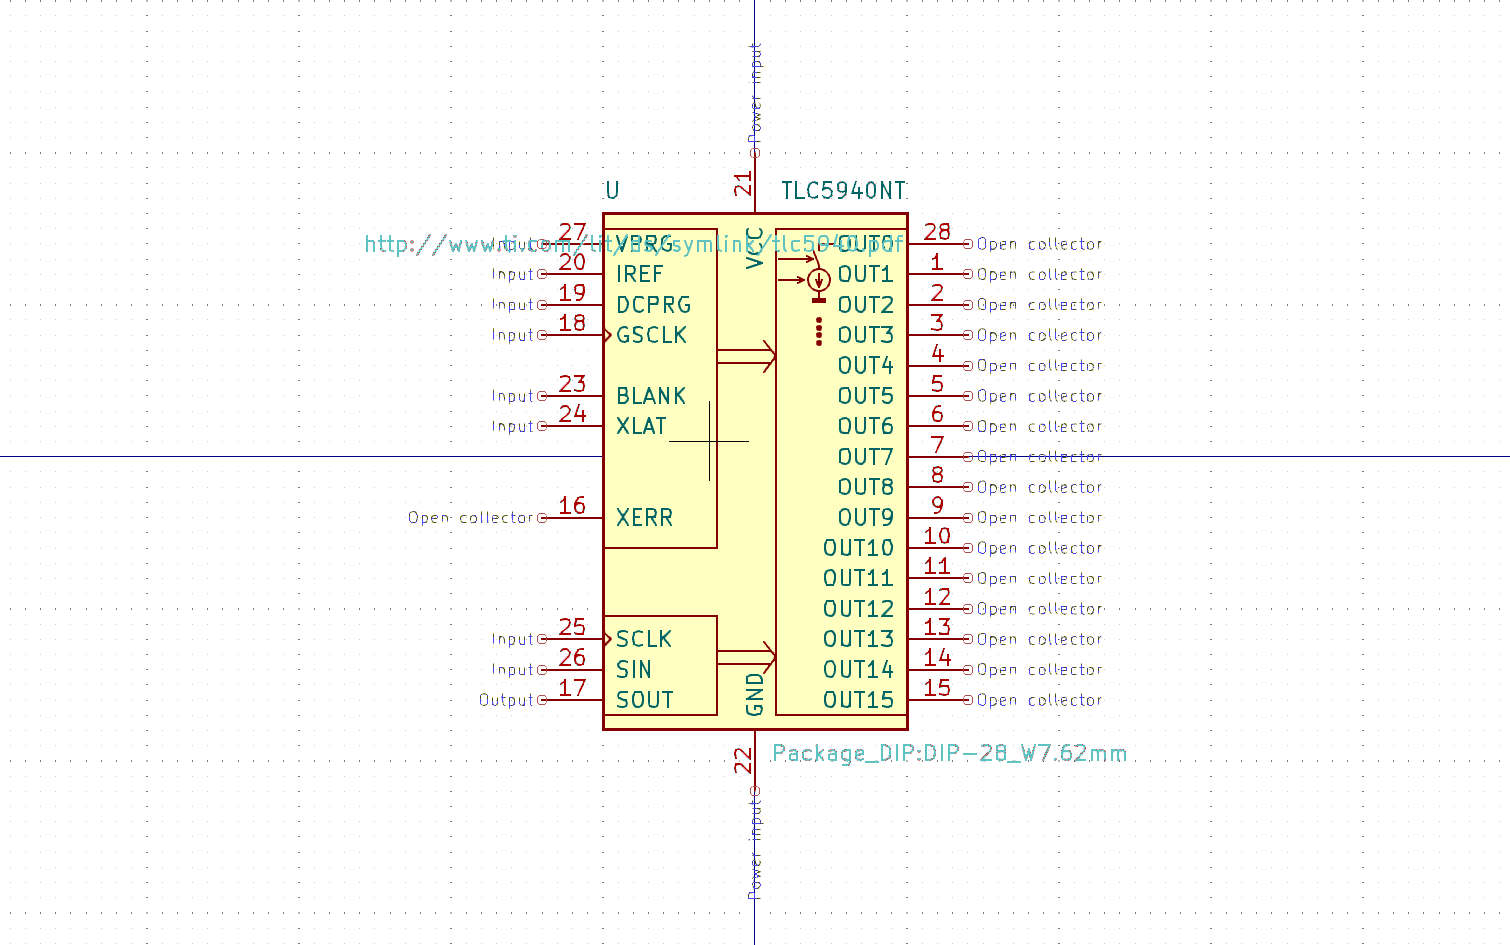 Power input
21
U TLC5940NT
http://www.ti.com/lit/ds/symlink/tlc5940.pdf
VCC
Input 27 VPRG OUT0 28 Open collector
Input 20 IREF OUT1 1 Open collector
Input 19 DCPRG OUT2 2 Open collector
Input 18 GSCLK OUT3 3 Open collector
OUT4 4 Open collector
Input 23 BLANK OUT5 5 Open collector
Input 24 XLAT OUT6 6 Open collector
OUT7 7 Open collector
OUT8 8 Open collector
Open collector 16 XERR OUT9 9 Open collector
OUT10 10 Open collector
OUT11 11 Open collector
OUT12 12 Open collector
Input 25 SCLK OUT13 13 Open collector
Input 26 SIN OUT14 14 Open collector
Output 17 SOUT OUT15 15 Open collector
GND
22
Package_DIP:DIP-28_W7.62mm
Power input